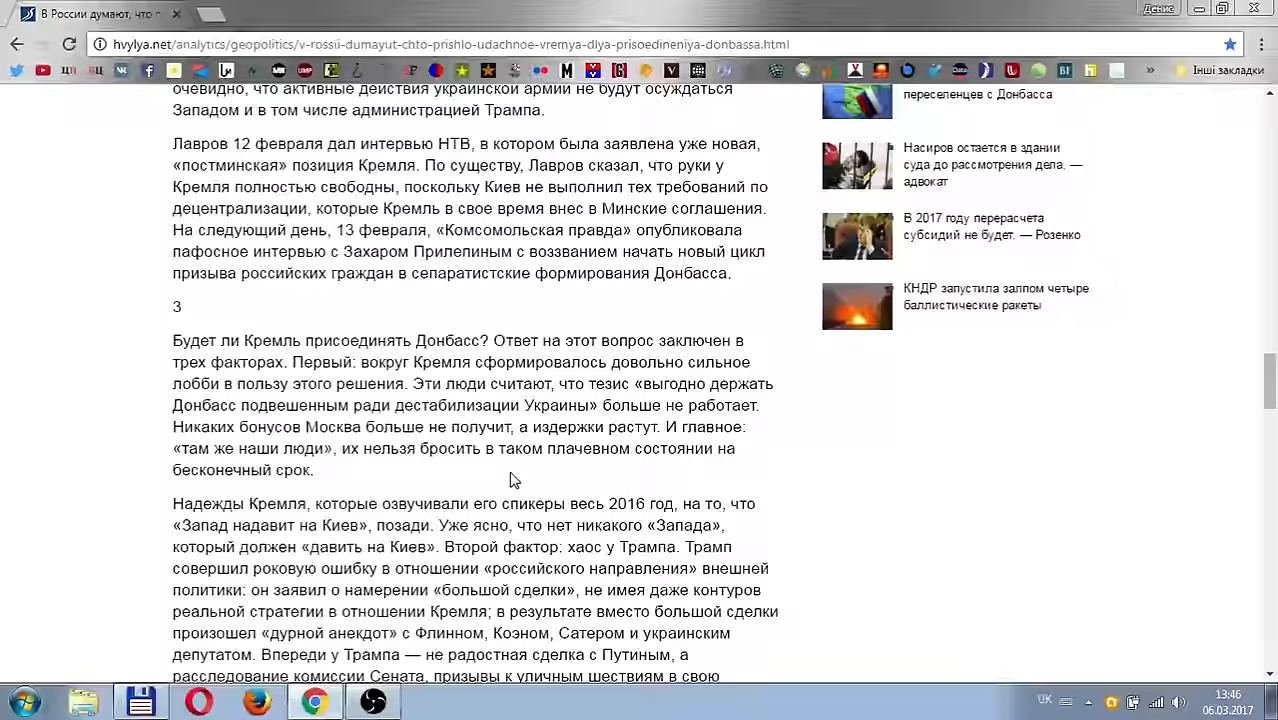 В России думают, что п
Денис
hvylya.net/analytics/geopolitics/v-rossii-dumayut-chto-prishlo-udachnoe-vremya-dlya-prisoedineniya-donbassa.html
Інші закладки
очевидно, что активные действия украинской армии не будут осуждаться
Западом и в том числе администрацией Трампа.
Лавров 12 февраля дал интервью НТВ, в котором была заявлена уже новая,
«постминская» позиция Кремля. По существу, Лавров сказал, что руки у
Кремля полностью свободны, поскольку Киев не выполнил тех требований по
децентрализации, которые Кремль в свое время внес в Минские соглашения.
На следующий день, 13 февраля, «Комсомольская правда» опубликовала
пафосное интервью с Захаром Прилепиным с воззванием начать новый цикл
призыва российских граждан в сепаратистские формирования Донбасса.
3
Будет ли Кремль присоединять Донбасс? Ответ на этот вопрос заключен в
трех факторах. Первый: вокруг Кремля сформировалось довольно сильное
лобби в пользу этого решения. Эти люди считают, что тезис «выгодно держать
Донбасс подвешенным ради дестабилизации Украины» больше не работает.
Никаких бонусов Москва больше не получит, а издержки растут. И главное:
«там же наши люди», их нельзя бросить в таком плачевном состоянии на
бесконечный срок.
Надежды Кремля, которые озвучивали его спикеры весь 2016 год, на то, что
«Запад надавит на Киев», позади. Уже ясно, что нет никакого «Запада»,
который должен «давить на Киев». Второй фактор: хаос у Трампа. Трамп
совершил роковую ошибку в отношении «российского направления» внешней
политики: он заявил о намерении «большой сделки», не имея даже контуров
реальной стратегии в отношении Кремля; в результате вместо большой сделки
произошел «дурной анекдот» с Флинном, Коэном, Сатером и украинским
депутатом. Впереди у Трампа — не радостная сделка с Путиным, а
расследование комиссии Сената, призывы к уличным шествиям в свою
переселенцев с Донбасса
Насиров остается в здании
суда до рассмотрения дела, —
адвокат
В 2017 году перерасчета
субсидий не будет, — Розенко
КНДР запустила залпом четыре
баллистические ракеты
UK
13:46
06.03.2017